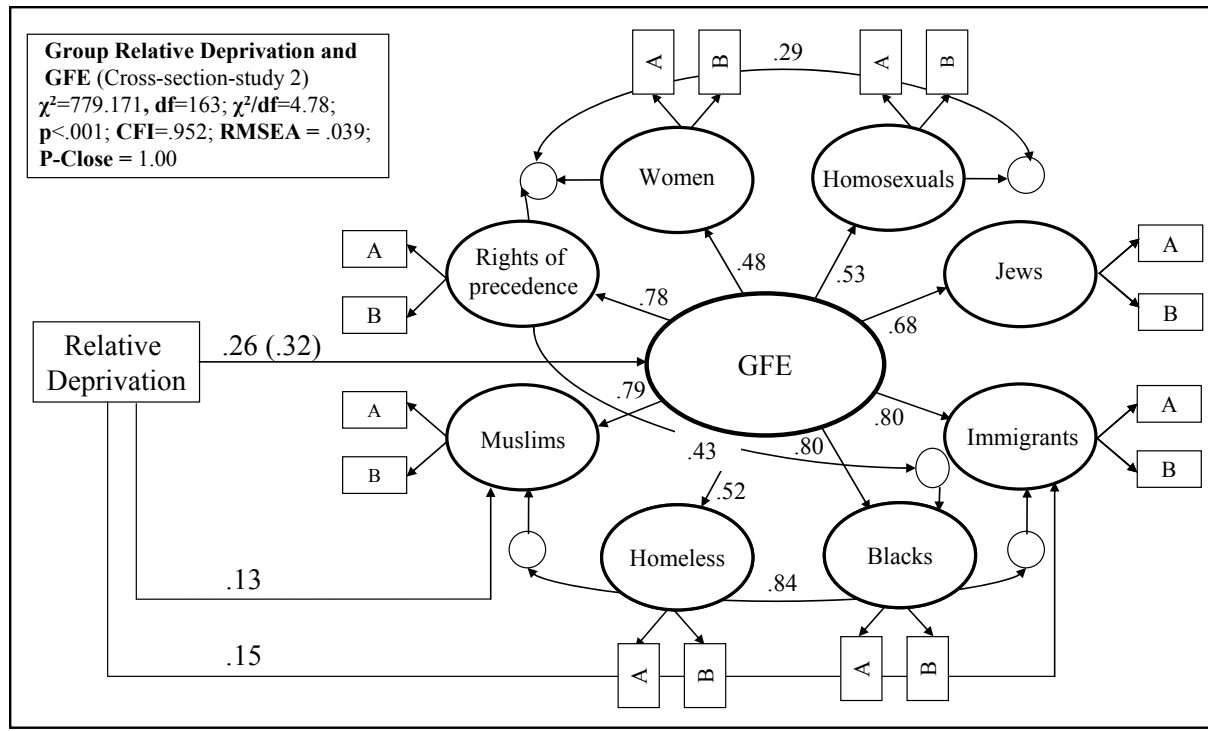 Group Relative Deprivation and
GFE (Cross-section-study 2)
χ²=779.171, df=163; χ²/df=4.78;
p<.001; CFI=.952; RMSEA = .039;
P-Close = 1.00
A
B
.29
A
B
Women
Homosexuals
A
B
Rights of
precedence
.48
.53
Jews
A
B
.78
.68
Relative
Deprivation
.26 (.32)
GFE
A
B
Muslims
.79
.80
Immigrants
A
B
.43
.80
.52
Homeless
Blacks
.13
.84
.15
A
B
A
B